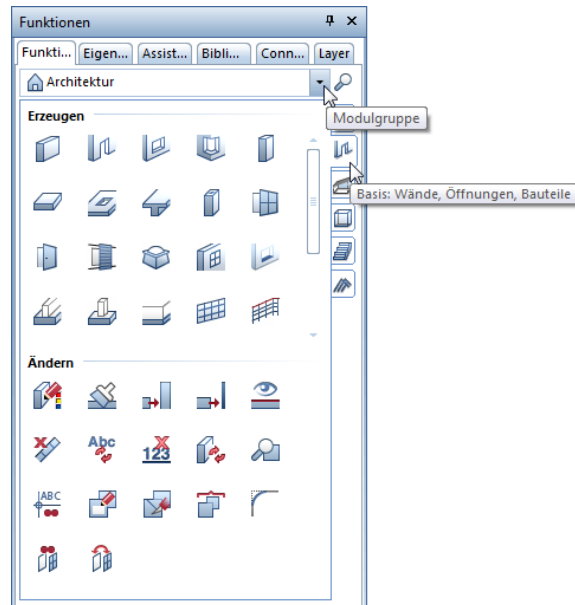 Funktionen
Funkti... Eigen... Assist... Bibli... Conn... Layer
Architektur
Modulgruppe
Erzeugen
Basis: Wände, Öffnungen, Bauteile
Ändern
Abc
123
ABC